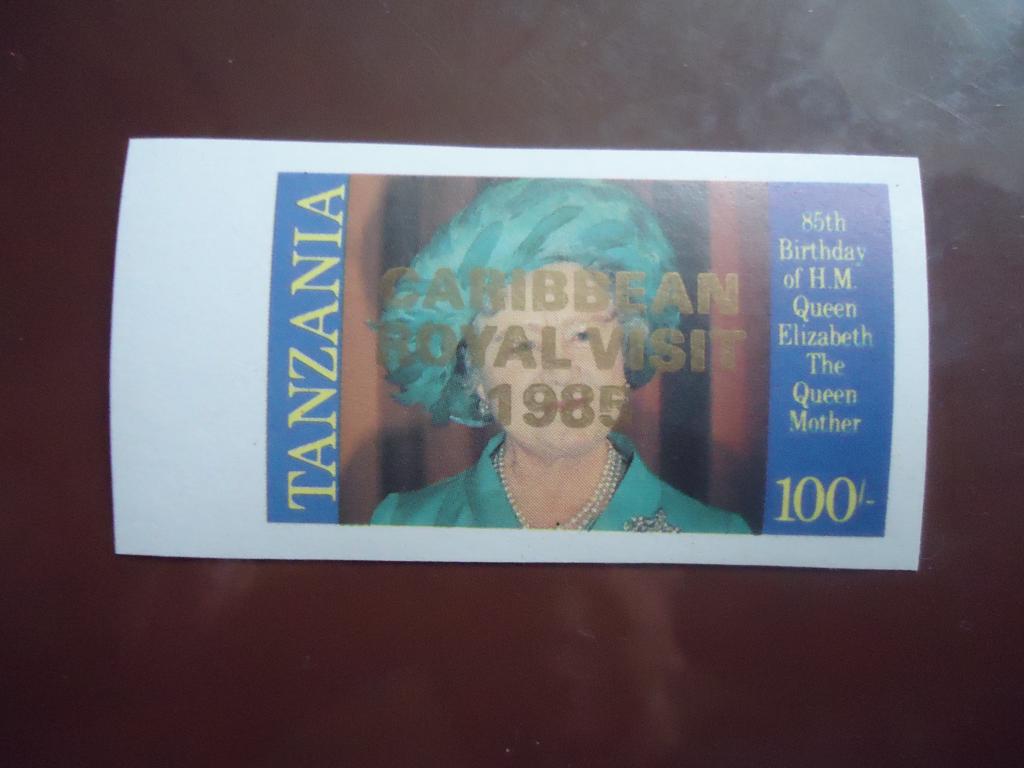 TANZANIA
CARIBBEAN
ROYAL VISIT
1985
85th
Birthday
of H.M.
Queen
Elizabeth
The
Queen
Mother
100/-